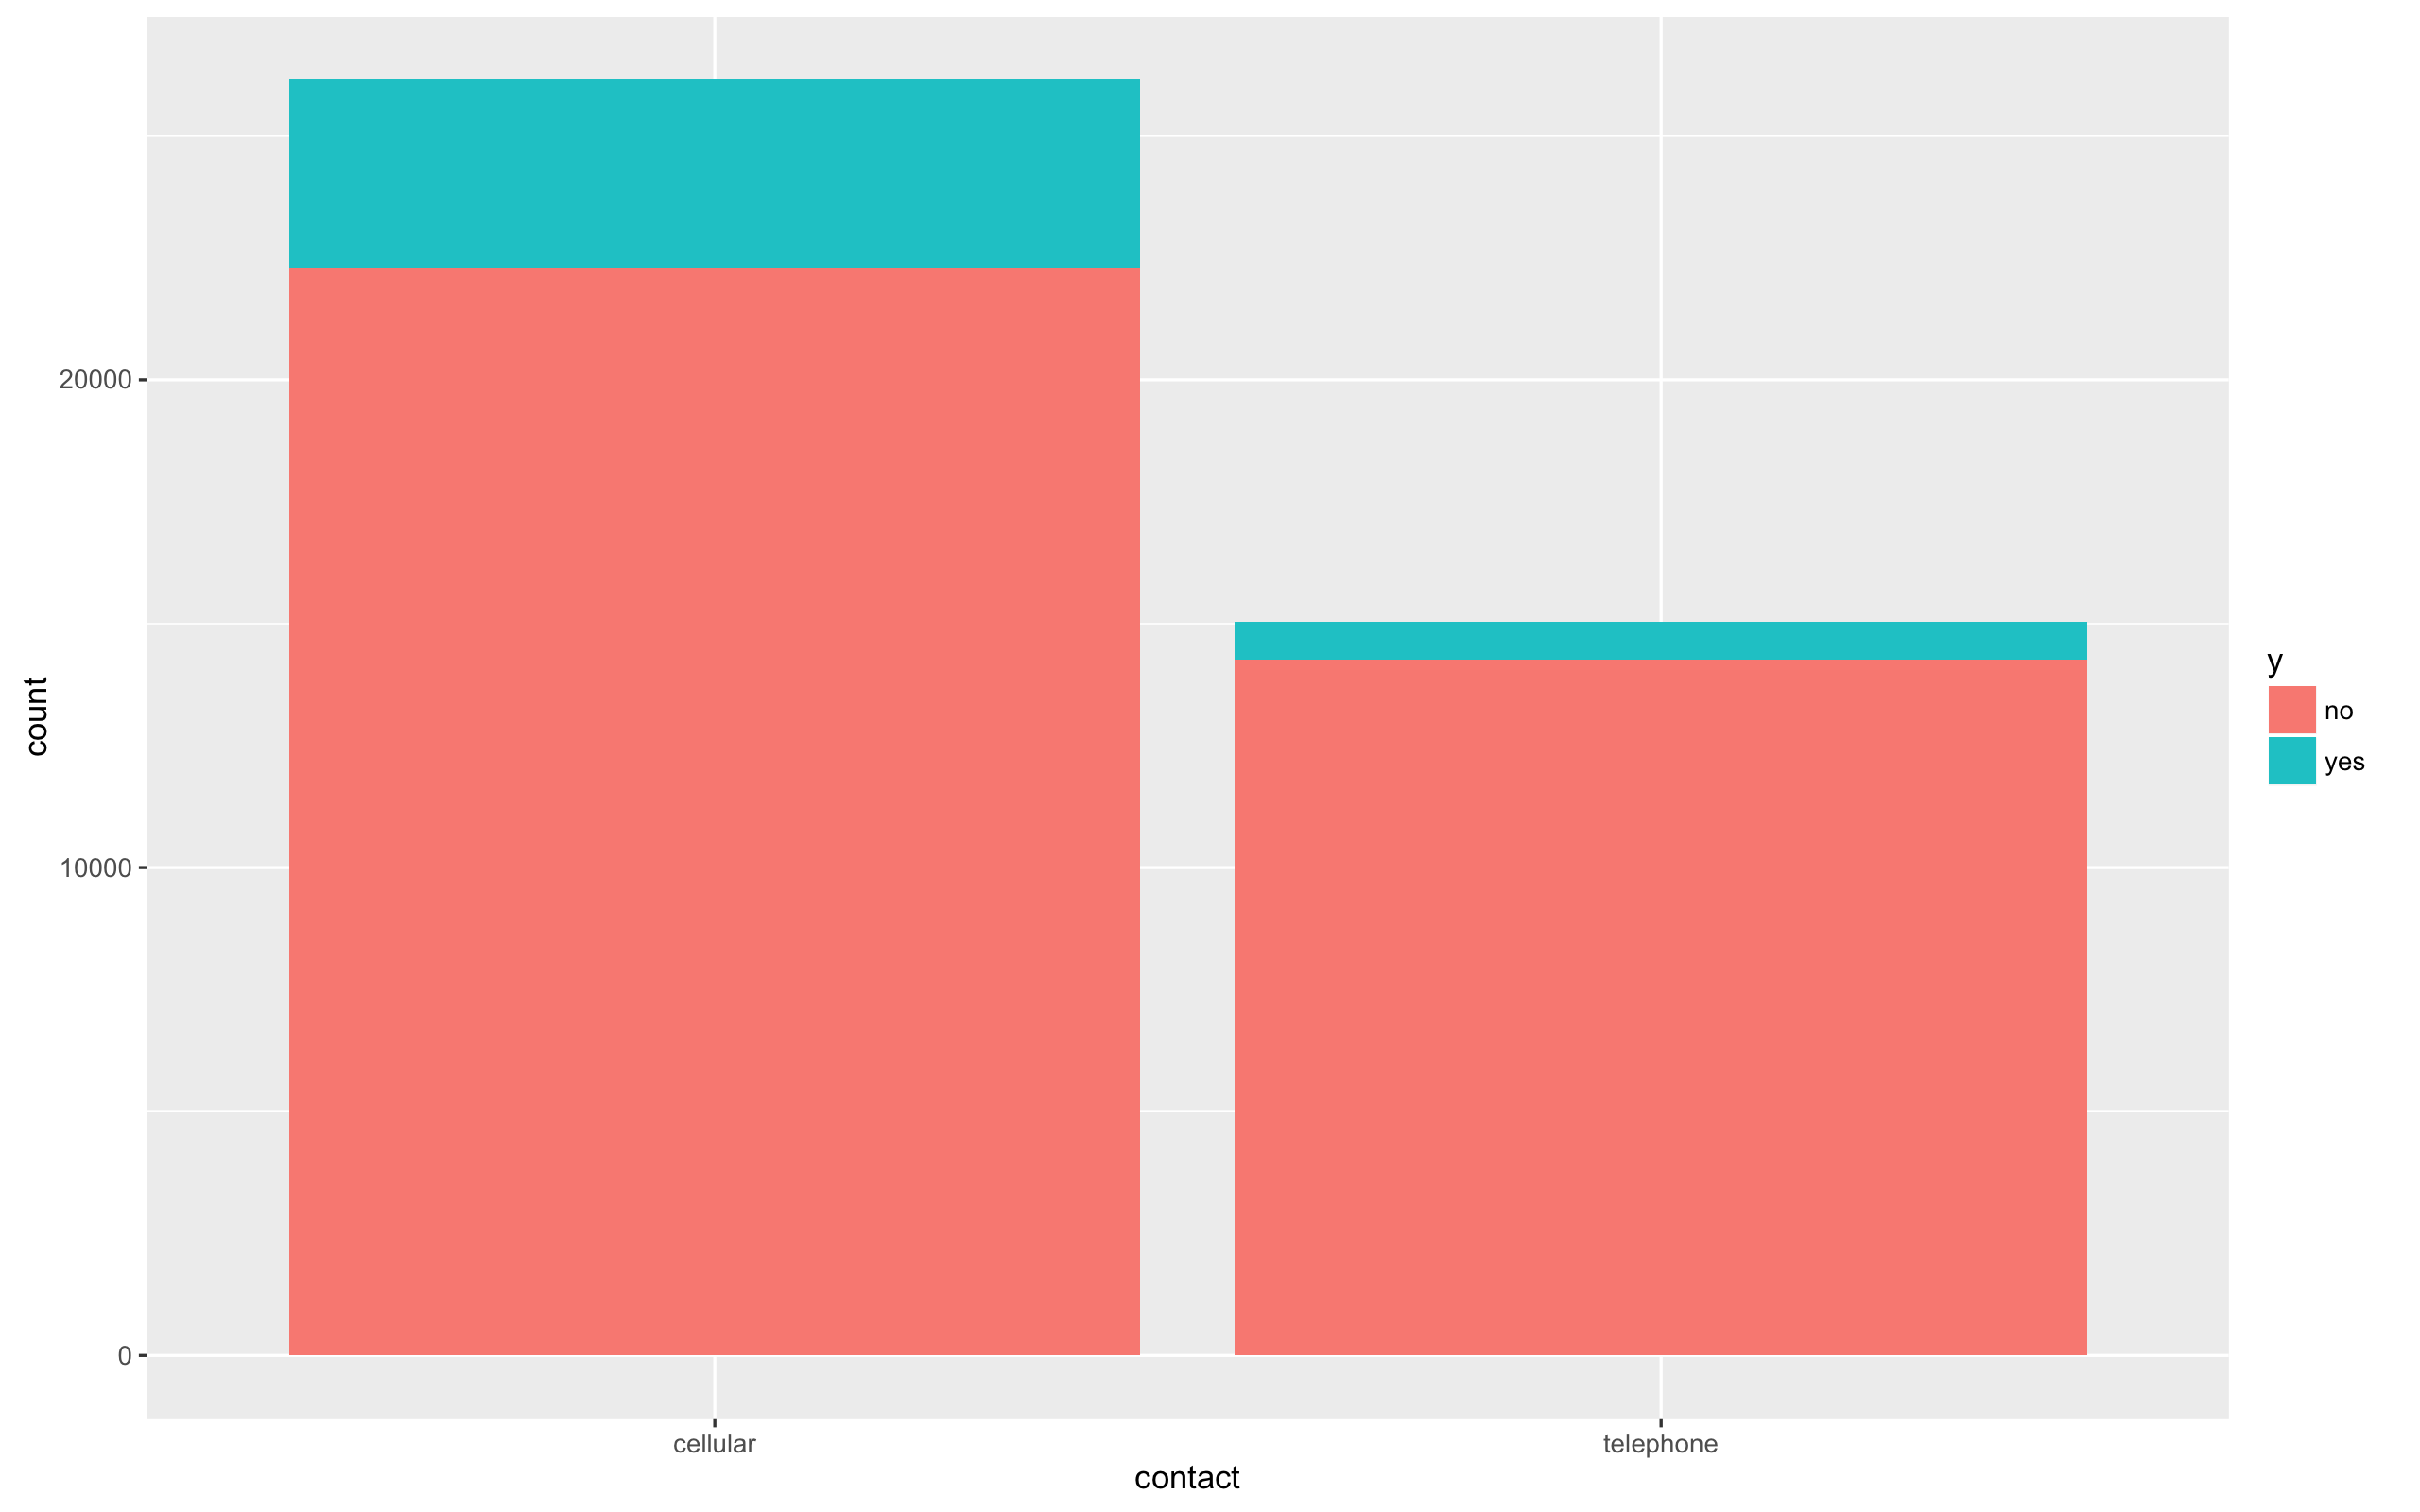 count
20000
10000
0
cellular
telephone
contact
y
no
yes